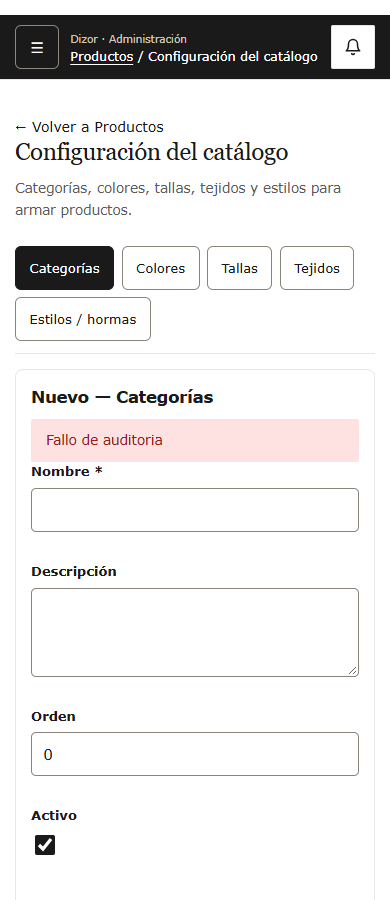 ☰
Dizor · Administración
Productos / Configuración del catálogo
← Volver a Productos
Configuración del catálogo
Categorías, colores, tallas, tejidos y estilos para
armar productos.
Categorías
Colores
Tallas
Tejidos
Estilos / hormas
Nuevo — Categorías
Fallo de auditoria
Nombre *
Descripción
Orden
0
Activo